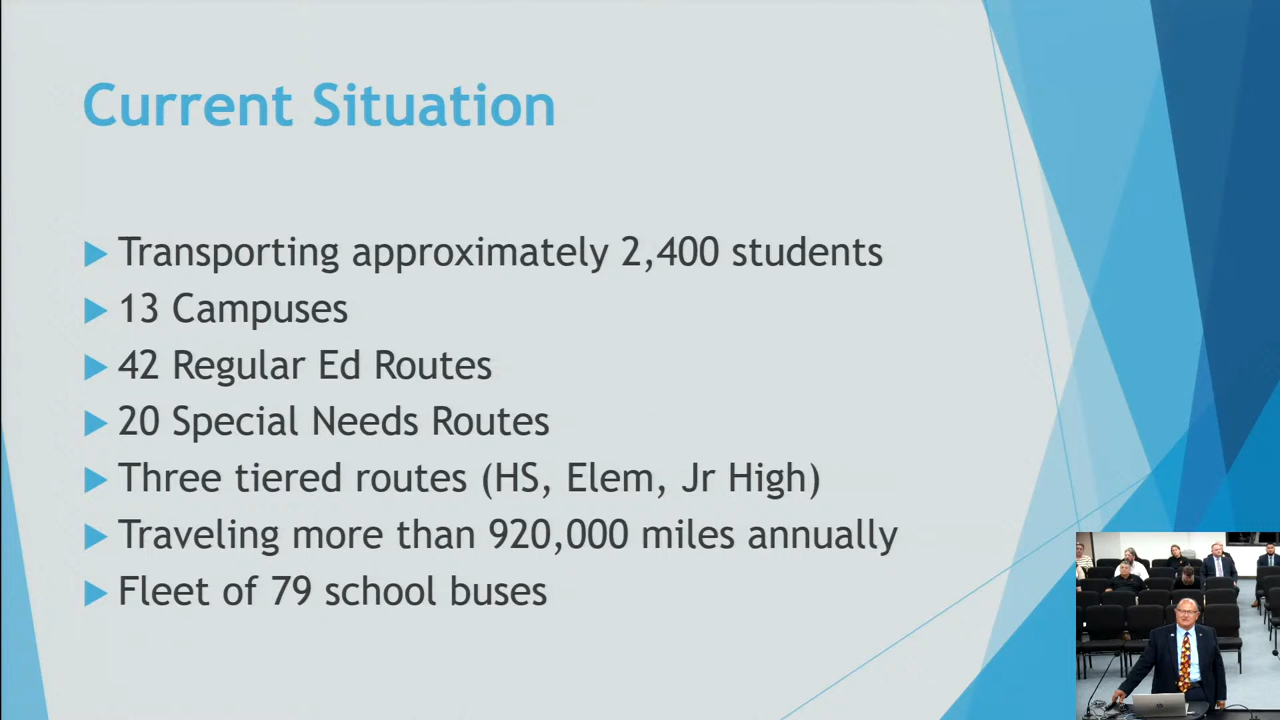 Current Situation
Transporting approximately 2,400 students
13 Campuses
42 Regular Ed Routes
20 Special Needs Routes
Three tiered routes (HS, Elem, Jr High)
Traveling more than 920,000 miles annually
Fleet of 79 school buses